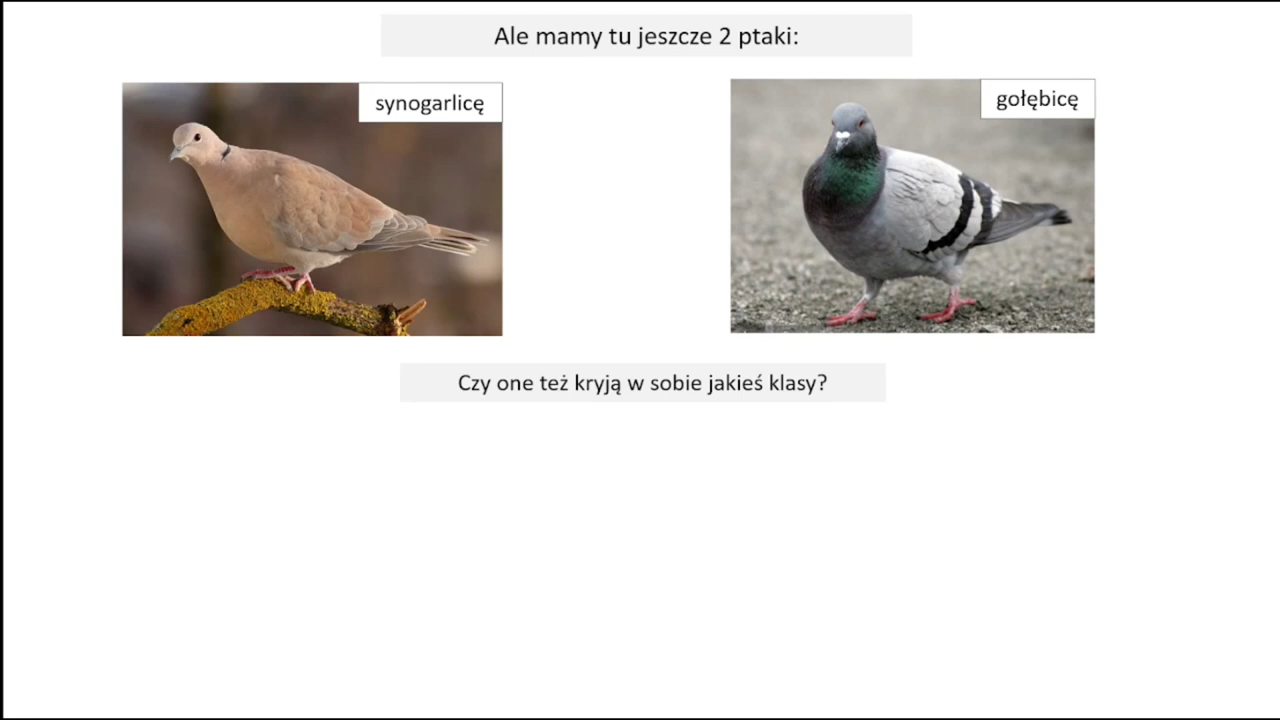 Ale mamy tu jeszcze 2 ptaki:
synogarlicę
gołębicę
Czy one też kryją w sobie jakieś klasy?